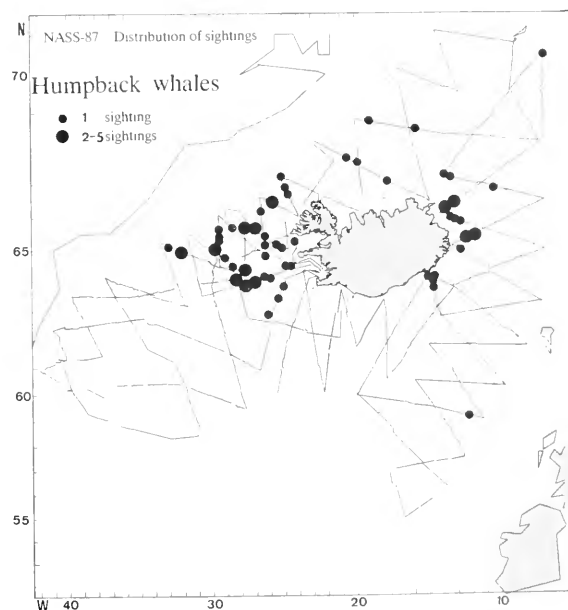 N
NASS-87 Distribution of sightings
70
Humpback whales
1 sighting
2-5 sightings
65
60
55
W 40 30 20 10